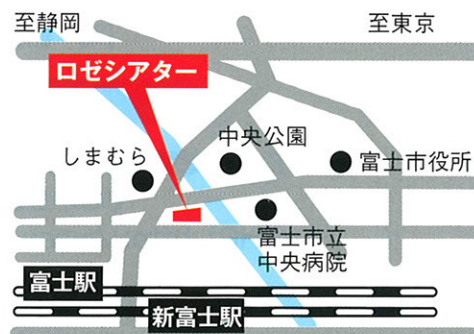 至静岡
至東京
ロゼシアター
しまむら
中央公園
富士市役所
富士市立
中央病院
富士駅
新富士駅